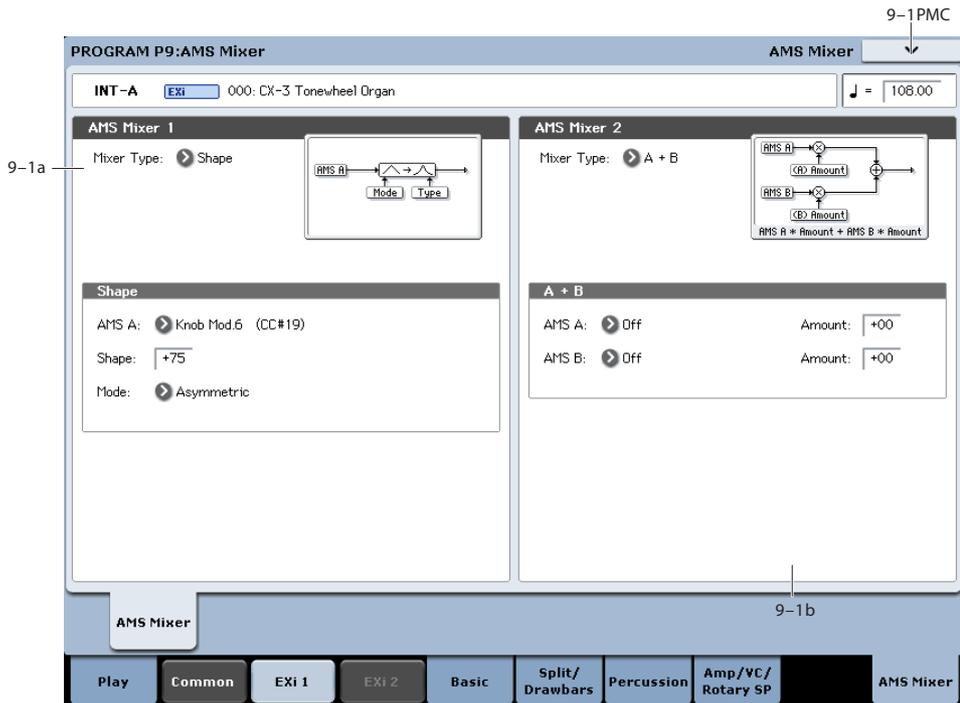 9–1PMC
PROGRAM P9:AMS Mixer
AMS Mixer
INT-A EXi 000: CX-3 Tonewheel Organ
♩ = 108.00
AMS Mixer 1
9–1a
Mixer Type: Shape
AMS A
Mode Type
Shape
AMS A: Knob Mod.6 (CC#19)
Shape: +75
Mode: Asymmetric
AMS Mixer 2
Mixer Type: A + B
AMS A
(A) Amount
AMS B
(B) Amount
AMS A * Amount + AMS B * Amount
A + B
AMS A: Off Amount: +00
AMS B: Off Amount: +00
9–1b
AMS Mixer
Play
Common
EXi 1
EXi 2
Basic
Split/
Drawbars
Percussion
Amp/VC/
Rotary SP
AMS Mixer